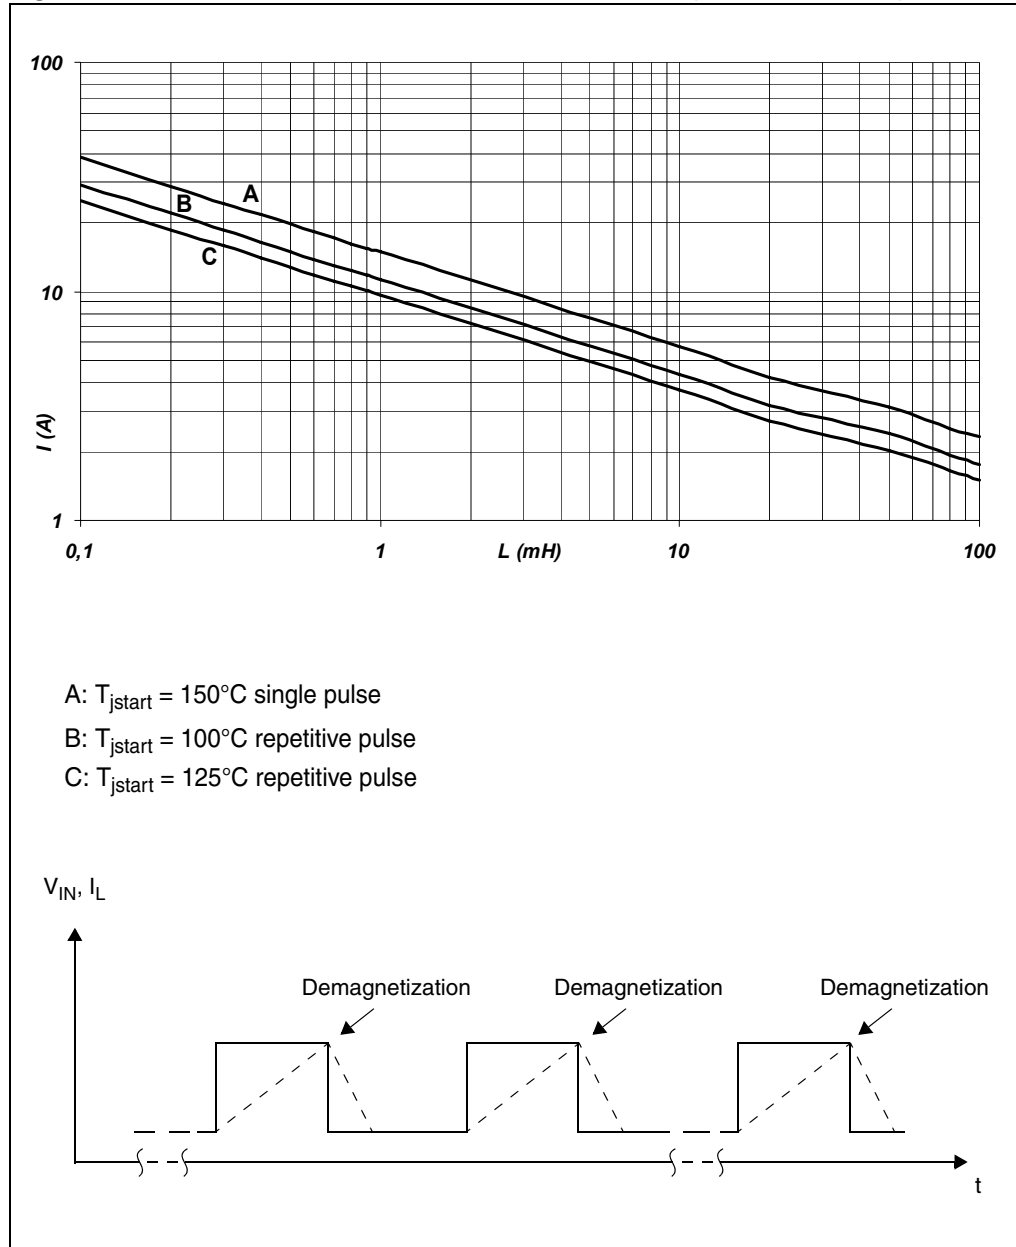 100
A
B
C
10
I (A)
1
0,1
1
L (mH)
10
100
A: Tjstart = 150°C single pulse
B: Tjstart = 100°C repetitive pulse
C: Tjstart = 125°C repetitive pulse
VIN, IL
Demagnetization
Demagnetization
Demagnetization
t